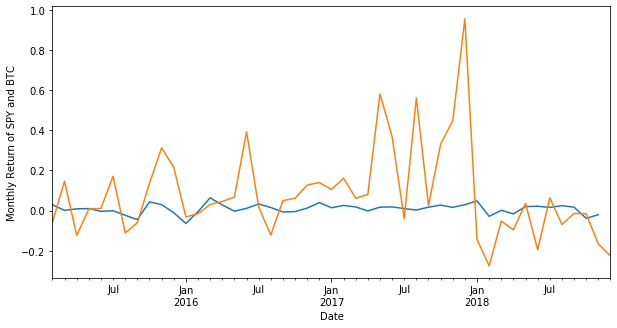 Monthly Return of SPY and BTC
1.0
0.8
0.6
0.4
0.2
0.0
−0.2
Jul
Jan
2016
Jul
Jan
2017
Jul
Jan
2018
Jul
Date